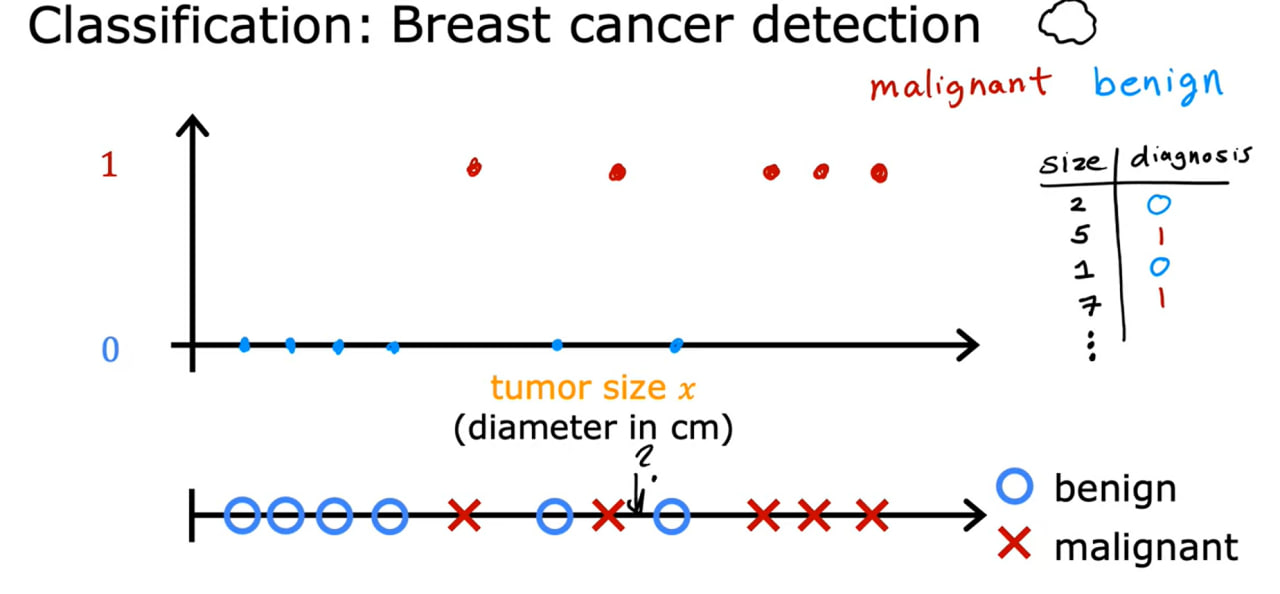 Classification: Breast cancer detection
malignant benign
1
0
size diagnosis
2 0
5 1
1 0
7 1
⋮
tumor size x
(diameter in cm)
?
benign
malignant